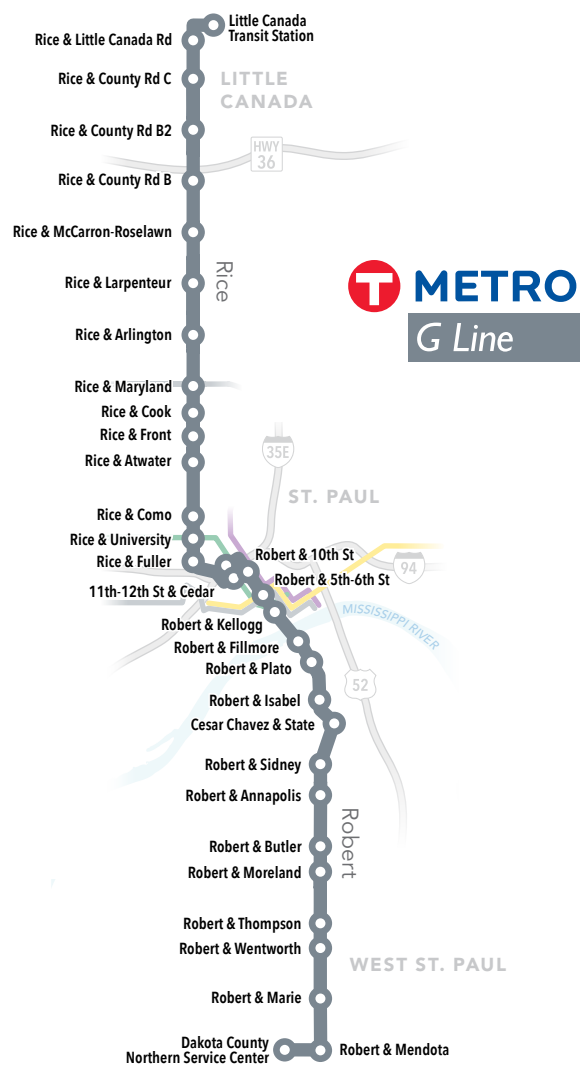 Little Canada
Transit Station
Rice & Little Canada Rd
Rice & County Rd C
LITTLE
CANADA
Rice & County Rd B2
HWY
36
Rice & County Rd B
Rice & McCarron-Roselawn
Rice
Rice & Larpenteur
T METRO
G Line
Rice & Arlington
Rice & Maryland
Rice & Cook
Rice & Front
35E
Rice & Atwater
ST. PAUL
Rice & Como
Rice & University
Rice & Fuller
Robert & 10th St
94
Robert & 5th-6th St
11th-12th St & Cedar
MISSISSIPPI RIVER
Robert & Kellogg
Robert & Fillmore
Robert & Plato
52
Robert & Isabel
Cesar Chavez & State
Robert & Sidney
Robert & Annapolis
Robert
Robert & Butler
Robert & Moreland
Robert & Thompson
Robert & Wentworth
WEST ST. PAUL
Robert & Marie
Dakota County
Northern Service Center
Robert & Mendota